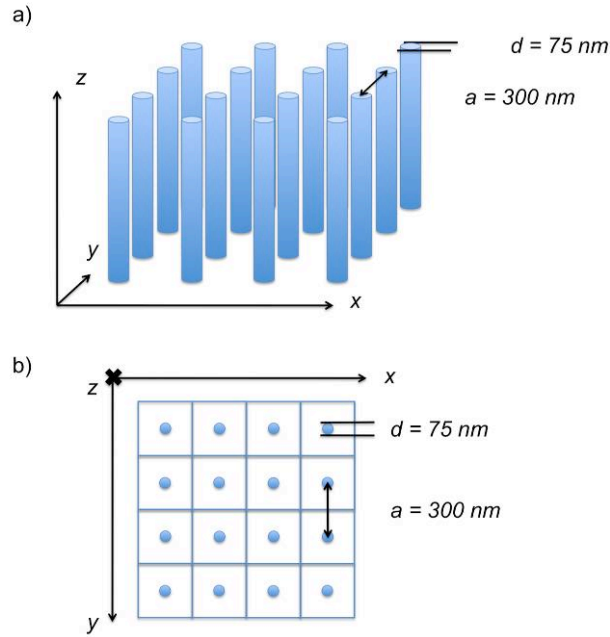 a)
z
d = 75 nm
a = 300 nm
y
x
b)
z
x
d = 75 nm
a = 300 nm
y